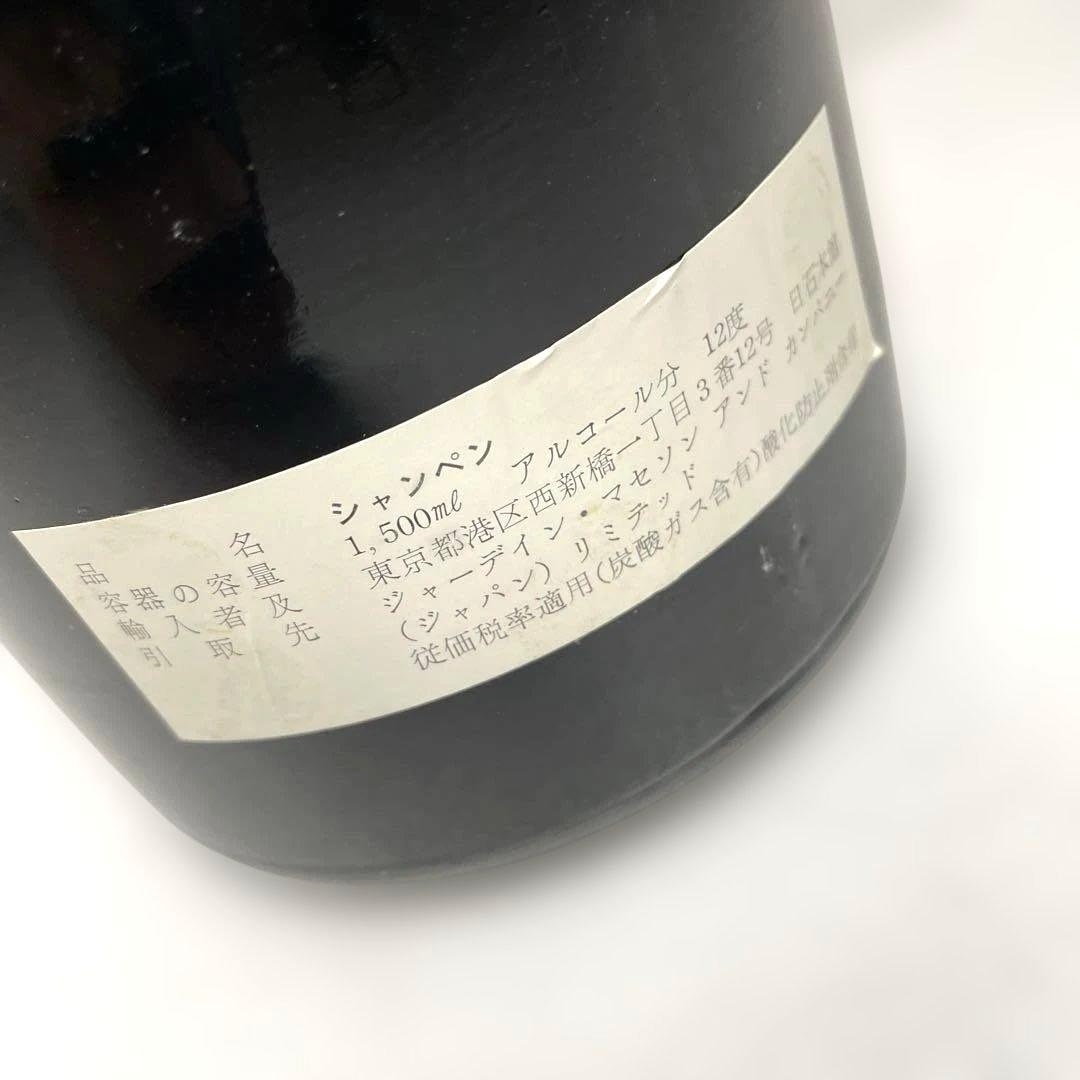 品名 シャンペン
容器の容量 1,500㎖ アルコール分 12度
輸入者及 東京都港区西新橋一丁目3番12号 日石本館
引取先 ジャーデイン・マセソン アンド カンパニー
(ジャパン) リミテッド
従価税率適用(炭酸ガス含有)酸化防止剤含有